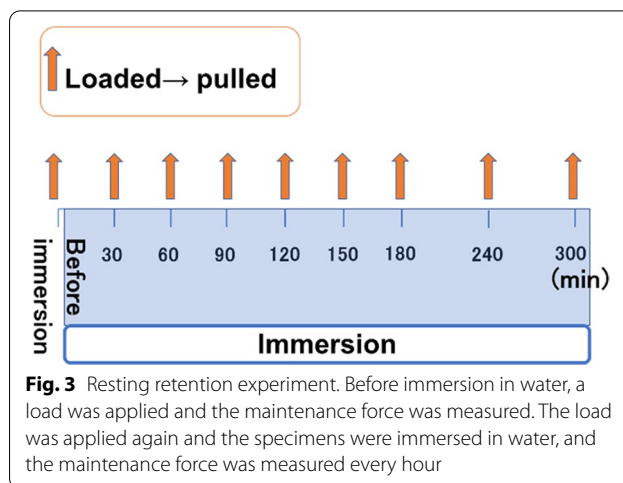 Loaded→ pulled
Before
immersion
30 60 90 120 150 180 240 300
(min)
Immersion
Fig. 3 Resting retention experiment. Before immersion in water, a
load was applied and the maintenance force was measured. The load
was applied again and the specimens were immersed in water, and
the maintenance force was measured every hour